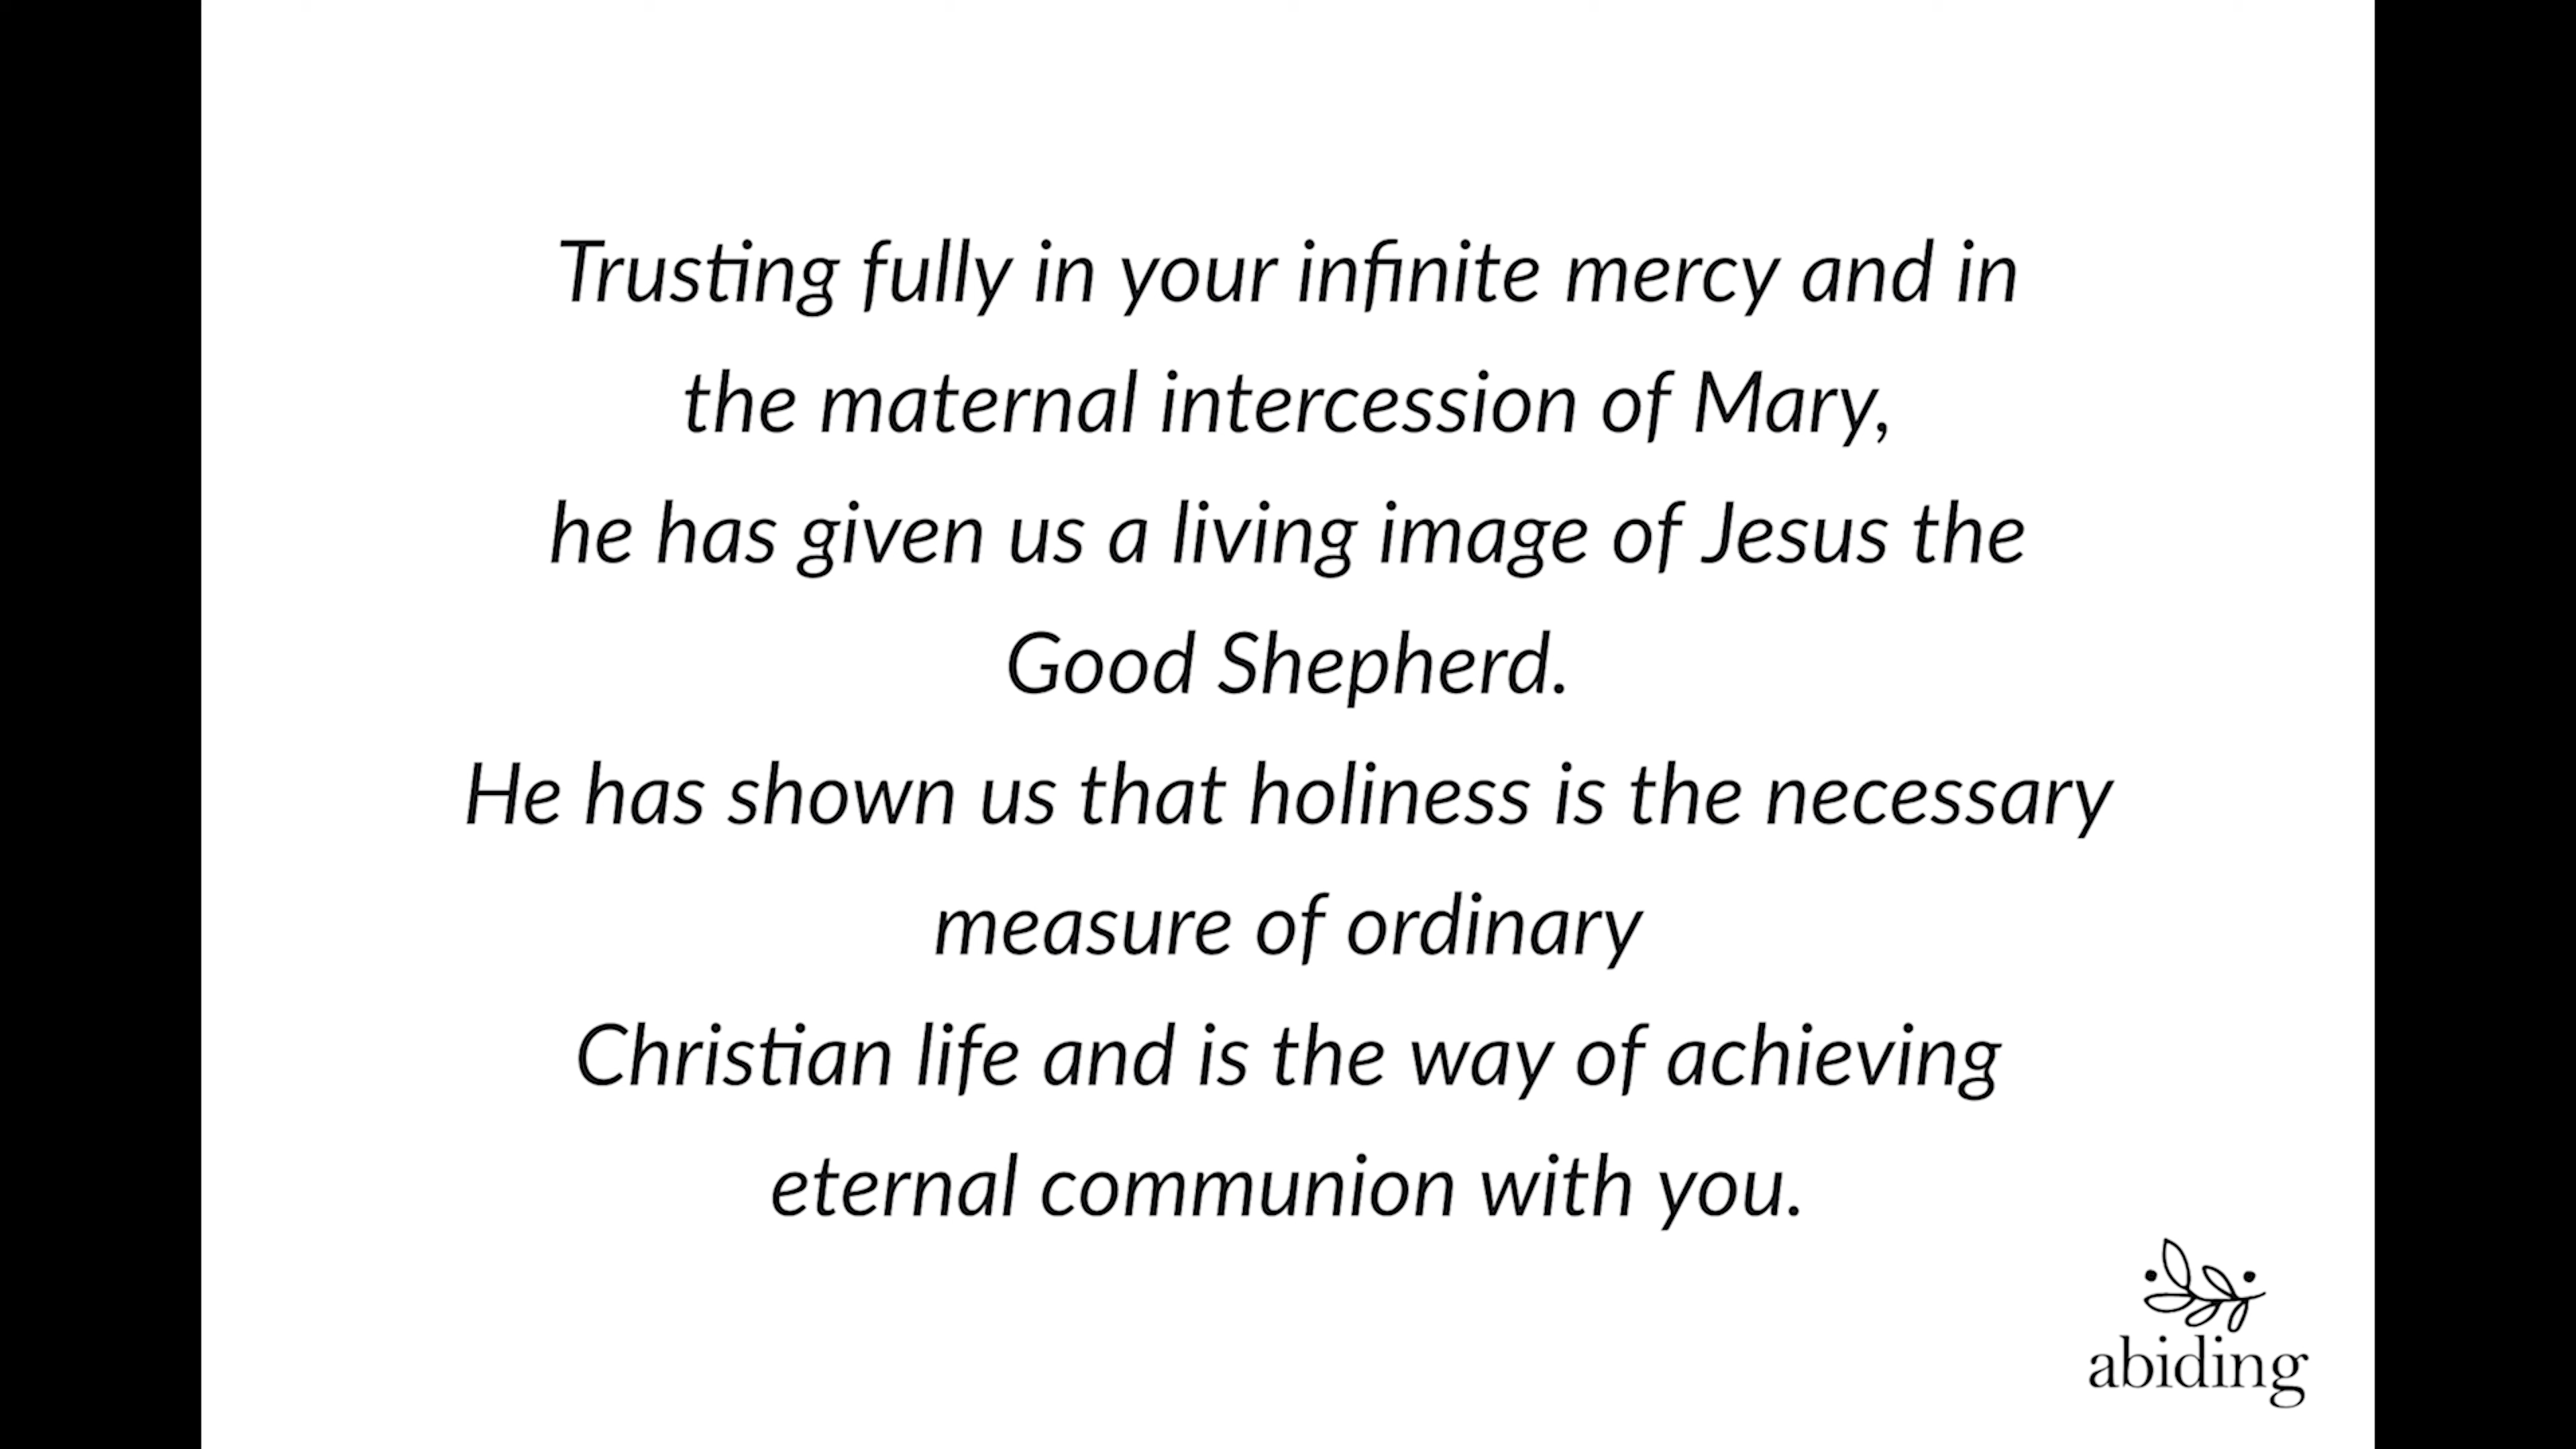 Trusting fully in your infinite mercy and in
the maternal intercession of Mary,
he has given us a living image of Jesus the
Good Shepherd.
He has shown us that holiness is the necessary
measure of ordinary
Christian life and is the way of achieving
eternal communion with you.
abiding